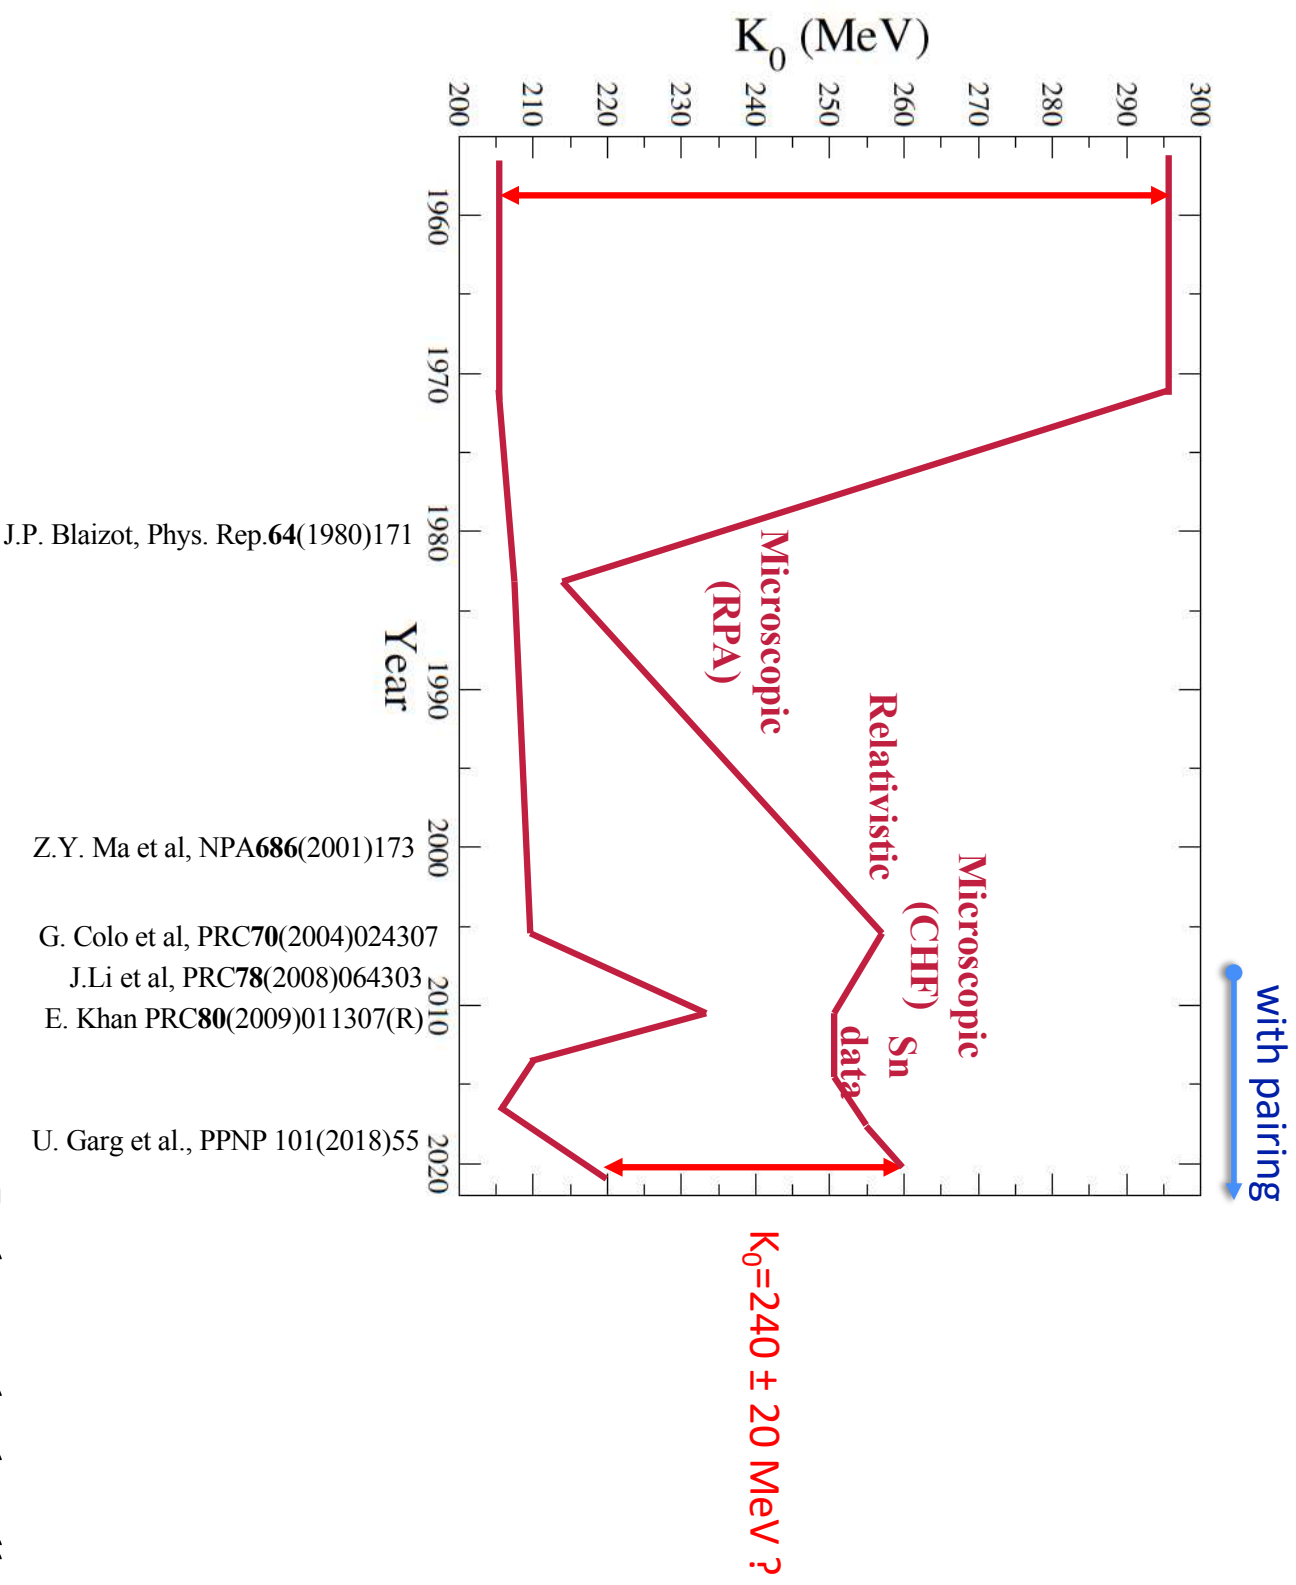 K0 (MeV)
300
290
280
270
260
250
240
230
220
210
200
1960
1970
1980
1990
2000
2010
2020
Year
Microscopic
(RPA)
Relativistic
Microscopic
(CHF)
Sn
data
with pairing
K0=240 ± 20 MeV ?
J.P. Blaizot, Phys. Rep.64(1980)171
Z.Y. Ma et al, NPA686(2001)173
G. Colo et al, PRC70(2004)024307
J.Li et al, PRC78(2008)064303
E. Khan PRC80(2009)011307(R)
U. Garg et al., PPNP 101(2018)55